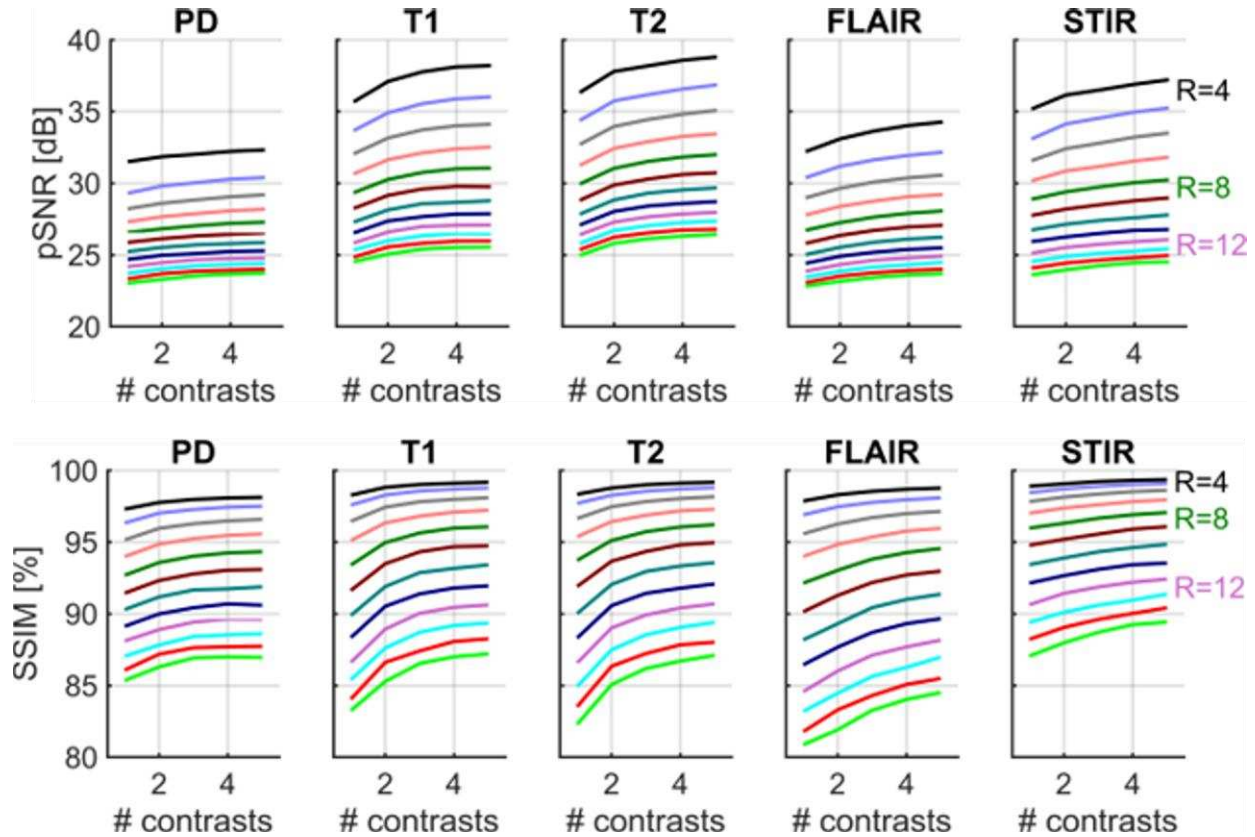 PD T1 T2 FLAIR STIR
40
35
30
25
20
pSNR [dB]
R=4
R=8
R=12
2 4 2 4 2 4 2 4 2 4
# contrasts # contrasts # contrasts # contrasts # contrasts
PD T1 T2 FLAIR STIR
100
95
90
85
80
SSIM [%]
R=4
R=8
R=12
2 4 2 4 2 4 2 4 2 4
# contrasts # contrasts # contrasts # contrasts # contrasts